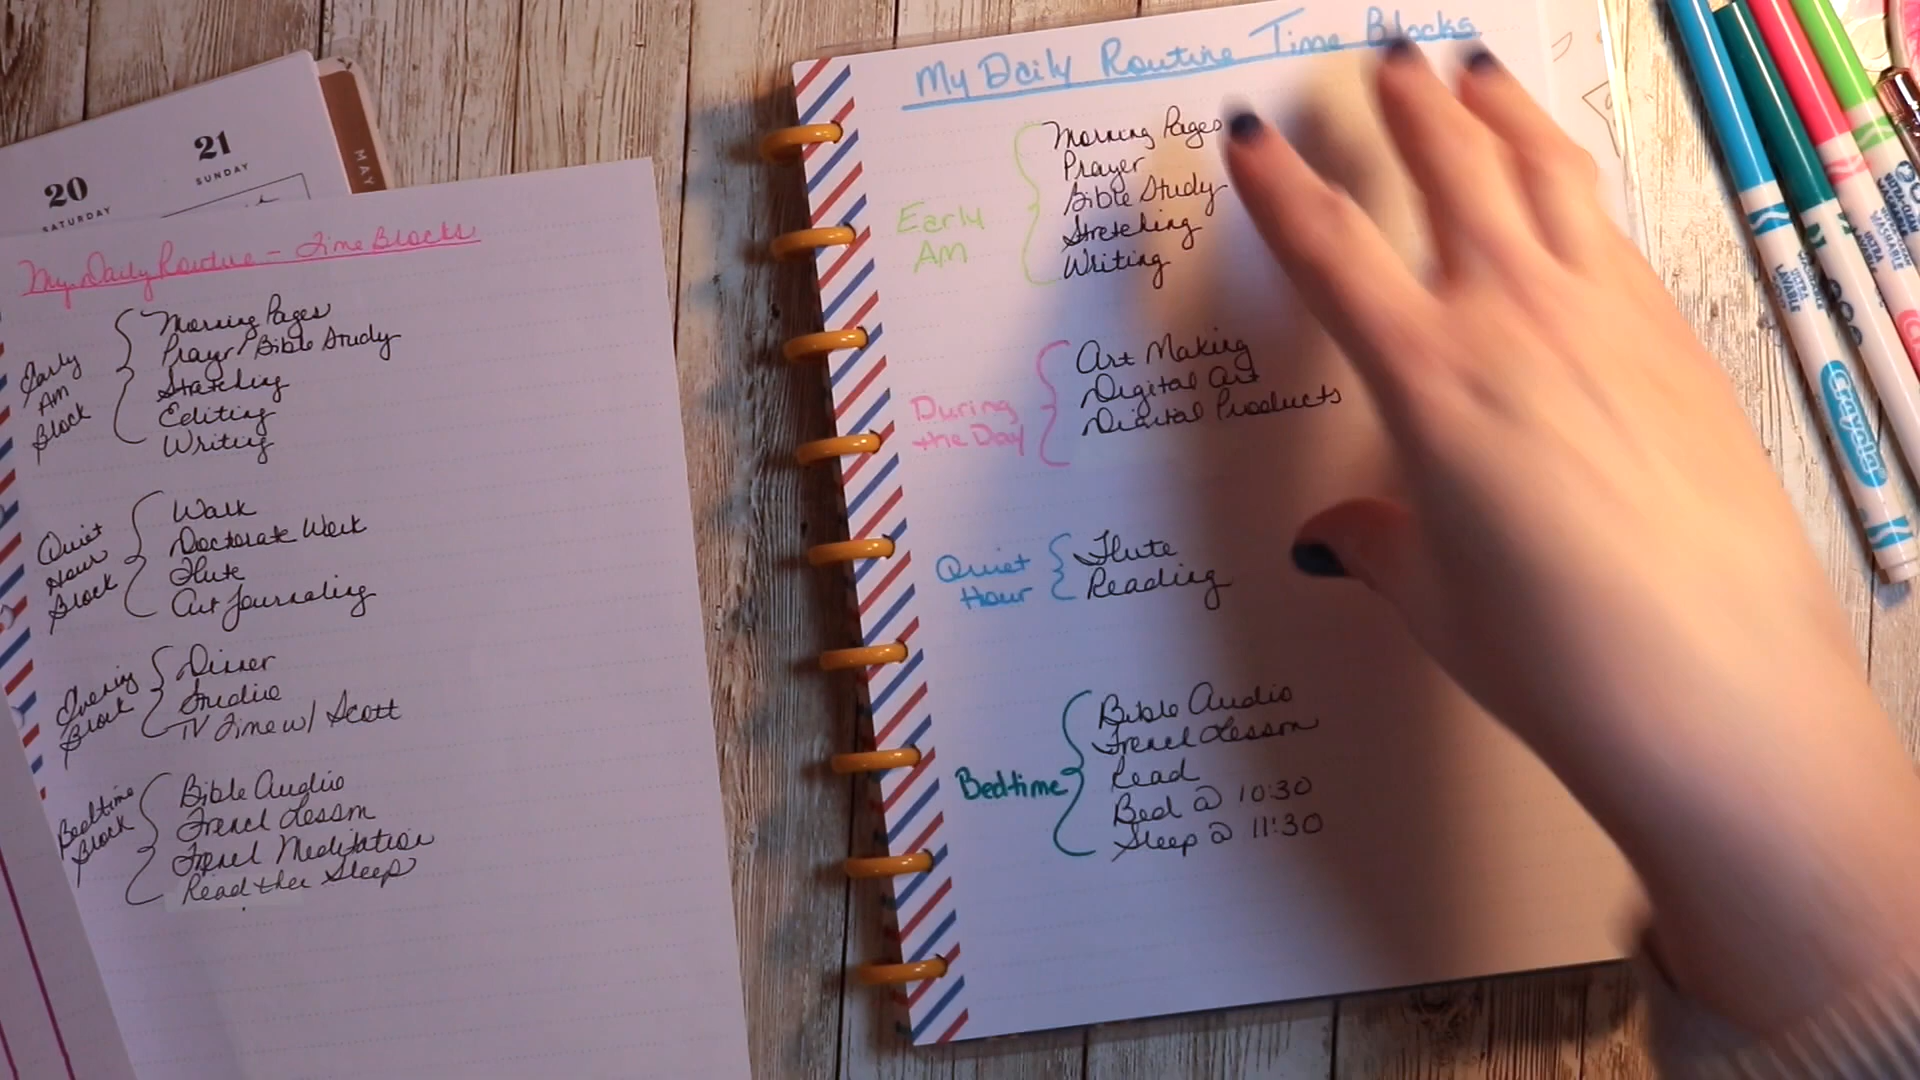 20
SATURDAY
21
SUNDAY
MAY
My Daily Routine - Time Blocks
Early
AM
Block
Morning Pages
Prayer/Bible Study
Stretching
Editing
Writing
Quiet
Hour
Block
Walk
Doctorate Work
Flute
Art Journaling
Evening
Block
Dinner
Studio
TV Time w/ Scott
Bedtime
Block
Bible Audio
French Lesson
French Meditation
Read then Sleep
My Daily Routine Time Blocks
Early
AM
Morning Pages
Prayer
Bible Study
Stretching
Writing
During
the Day
Art Making
Digital Art
Digital Products
Quiet
Hour
Flute
Reading
Bedtime
Bible Audio
French Lesson
Read
Bed @ 10:30
Sleep @ 11:30
Crayola
ULTRA
WASHABLE